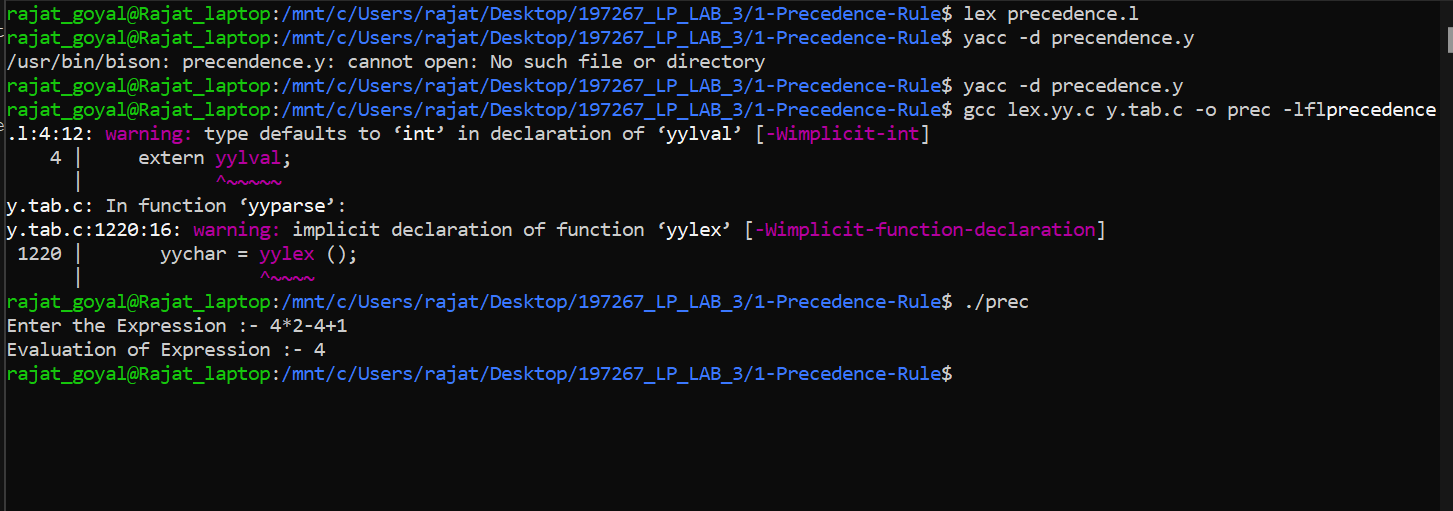 rajat_goyal@Rajat_laptop:/mnt/c/Users/rajat/Desktop/197267_LP_LAB_3/1-Precedence-Rule$ lex precedence.l
rajat_goyal@Rajat_laptop:/mnt/c/Users/rajat/Desktop/197267_LP_LAB_3/1-Precedence-Rule$ yacc -d precendence.y
/usr/bin/bison: precendence.y: cannot open: No such file or directory
rajat_goyal@Rajat_laptop:/mnt/c/Users/rajat/Desktop/197267_LP_LAB_3/1-Precedence-Rule$ yacc -d precedence.y
rajat_goyal@Rajat_laptop:/mnt/c/Users/rajat/Desktop/197267_LP_LAB_3/1-Precedence-Rule$ gcc lex.yy.c y.tab.c -o prec -lflprecedence
.l:4:12: warning: type defaults to ‘int’ in declaration of ‘yylval’ [-Wimplicit-int]
    4 |     extern yylval;
      |            ^~~~~~
y.tab.c: In function ‘yyparse’:
y.tab.c:1220:16: warning: implicit declaration of function ‘yylex’ [-Wimplicit-function-declaration]
 1220 |       yychar = yylex ();
      |                ^~~~~
rajat_goyal@Rajat_laptop:/mnt/c/Users/rajat/Desktop/197267_LP_LAB_3/1-Precedence-Rule$ ./prec
Enter the Expression :- 4*2-4+1
Evaluation of Expression :- 4
rajat_goyal@Rajat_laptop:/mnt/c/Users/rajat/Desktop/197267_LP_LAB_3/1-Precedence-Rule$